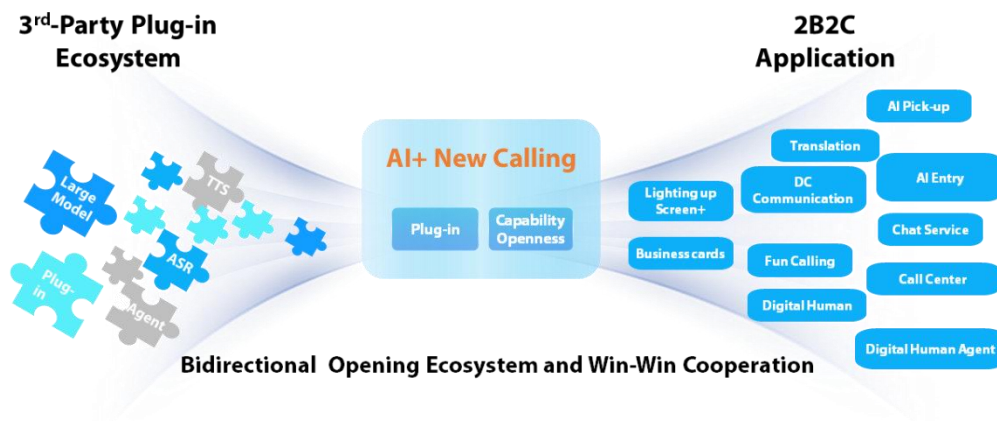 3rd-Party Plug-in
Ecosystem
2B2C
Application
AI+ New Calling
Plug-in
Capability
Openness
Large
Model
TTS
ASR
Plug-
in
Agent
AI Pick-up
Translation
Lighting up
Screen+
DC
Communication
AI Entry
Chat Service
Business cards
Fun Calling
Call Center
Digital Human
Digital Human Agent
Bidirectional Opening Ecosystem and Win-Win Cooperation